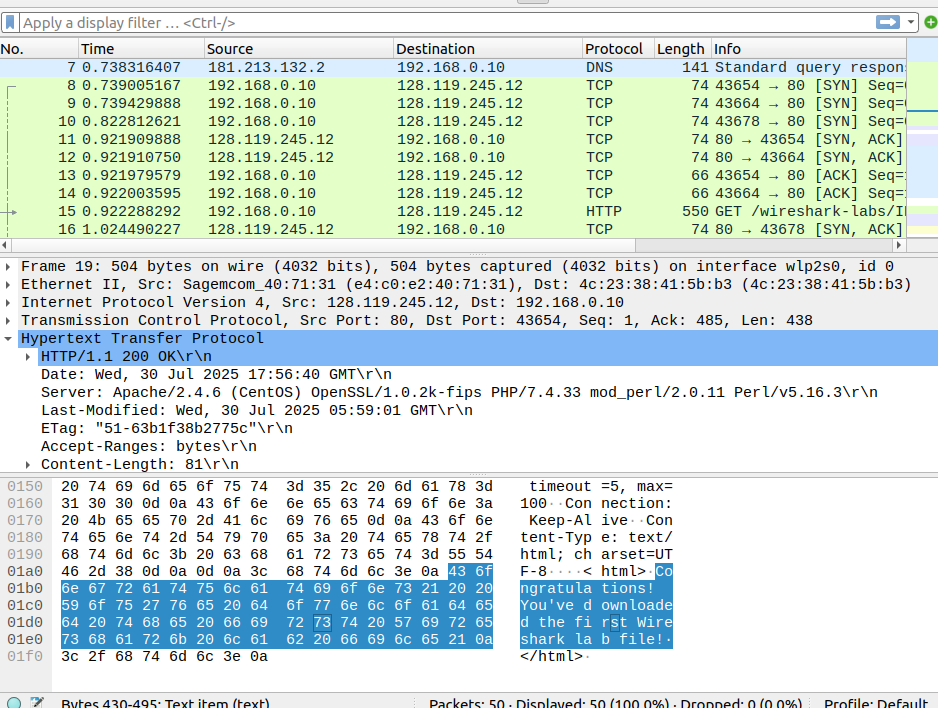 Apply a display filter ... <Ctrl-/>
No. Time Source Destination Protocol Length Info
7 0.738316407 181.213.132.2 192.168.0.10 DNS 141 Standard query respon
8 0.739005167 192.168.0.10 128.119.245.12 TCP 74 43654 → 80 [SYN] Seq=
9 0.739429888 192.168.0.10 128.119.245.12 TCP 74 43664 → 80 [SYN] Seq=
10 0.822812621 192.168.0.10 128.119.245.12 TCP 74 43678 → 80 [SYN] Seq=
11 0.921909888 128.119.245.12 192.168.0.10 TCP 74 80 → 43654 [SYN, ACK]
12 0.921910750 128.119.245.12 192.168.0.10 TCP 74 80 → 43664 [SYN, ACK]
13 0.921979579 192.168.0.10 128.119.245.12 TCP 66 43654 → 80 [ACK] Seq=
14 0.922003595 192.168.0.10 128.119.245.12 TCP 66 43664 → 80 [ACK] Seq=
15 0.922288292 192.168.0.10 128.119.245.12 HTTP 550 GET /wireshark-labs/I
16 1.024490227 128.119.245.12 192.168.0.10 TCP 74 80 → 43678 [SYN, ACK]
Frame 19: 504 bytes on wire (4032 bits), 504 bytes captured (4032 bits) on interface wlp2s0, id 0
Ethernet II, Src: Sagemcom_40:71:31 (e4:c0:e2:40:71:31), Dst: 4c:23:38:41:5b:b3 (4c:23:38:41:5b:b3)
Internet Protocol Version 4, Src: 128.119.245.12, Dst: 192.168.0.10
Transmission Control Protocol, Src Port: 80, Dst Port: 43654, Seq: 1, Ack: 485, Len: 438
Hypertext Transfer Protocol
HTTP/1.1 200 OK\r\n
Date: Wed, 30 Jul 2025 17:56:40 GMT\r\n
Server: Apache/2.4.6 (CentOS) OpenSSL/1.0.2k-fips PHP/7.4.33 mod_perl/2.0.11 Perl/v5.16.3\r\n
Last-Modified: Wed, 30 Jul 2025 05:59:01 GMT\r\n
ETag: "51-63b1f38b2775c"\r\n
Accept-Ranges: bytes\r\n
Content-Length: 81\r\n
0150 20 74 69 6d 65 6f 75 74 3d 35 2c 20 6d 61 78 3d timeout =5, max=
0160 31 30 30 0d 0a 43 6f 6e 6e 65 63 74 69 6f 6e 3a 100··Con nection:
0170 20 4b 65 65 70 2d 41 6c 69 76 65 0d 0a 43 6f 6e Keep-Al ive··Con
0180 74 65 6e 74 2d 54 79 70 65 3a 20 74 65 78 74 2f tent-Typ e: text/
0190 68 74 6d 6c 3b 20 63 68 61 72 73 65 74 3d 55 54 html; ch arset=UT
01a0 46 2d 38 0d 0a 0d 0a 3c 68 74 6d 6c 3e 0a 43 6f F-8····< html>·Co
01b0 6e 67 72 61 74 75 6c 61 74 69 6f 6e 73 21 20 20 ngratula tions!
01c0 59 6f 75 27 76 65 20 64 6f 77 6e 6c 6f 61 64 65 You've d ownloade
01d0 64 20 74 68 65 20 66 69 72 73 74 20 57 69 72 65 d the fi rst Wire
01e0 73 68 61 72 6b 20 6c 61 62 20 66 69 6c 65 21 0a shark la b file!·
01f0 3c 2f 68 74 6d 6c 3e 0a </html>·
Bytes 430-495: Text item (text) Packets: 50 · Displayed: 50 (100.0%) · Dropped: 0 (0.0%) Profile: Default